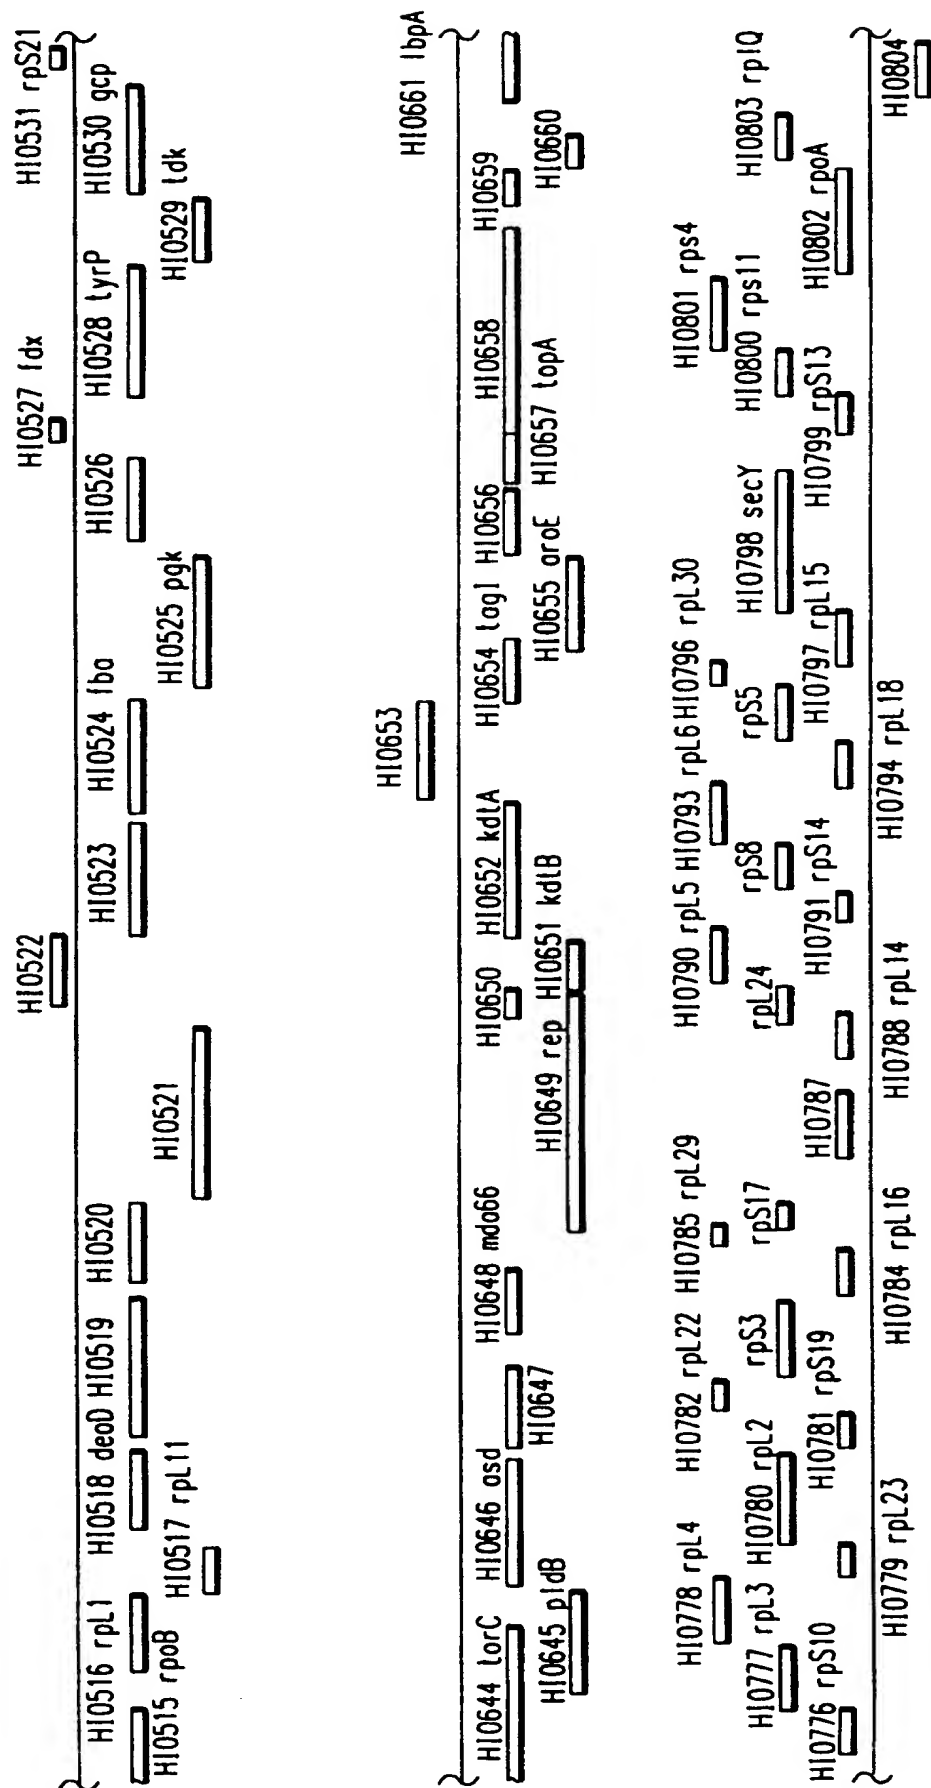 HI0515 rpoB
HI0516 rpL1
HI0517 rpL11
HI0518 deoD
HI0519
HI0520
HI0521
HI0522
HI0523
HI0524 fba
HI0525 pgk
HI0526
HI0527 fdx
HI0528 tyrP
HI0529 tdk
HI0530 gcp
HI0531 rpS21
HI0644 torC
HI0645 pldB
HI0646 asd
HI0647
HI0648 mda66
HI0649 rep
HI0650
HI0651 kdtB
HI0652 kdtA
HI0653
HI0654 tagI
HI0655 aroE
HI0656
HI0657 topA
HI0658
HI0659
HI0660
HI0661 lbpA
HI0776 rpS10
HI0777 rpL3
HI0778 rpL4
HI0779 rpL23
HI0780 rpL2
HI0781 rpS19
HI0782 rpL22
rpS3
HI0784 rpL16
HI0785 rpL29
rpS17
HI0787
HI0788 rpL14
rpL24
HI0790 rpL5
HI0791 rpS14
rpS8
HI0793 rpL6
HI0794 rpL18
rpS5
HI0796 rpL30
HI0797 rpL15
HI0798 secY
HI0799 rpS13
HI0800 rps11
HI0801 rps4
HI0802 rpoA
HI0803 rplQ
HI0804